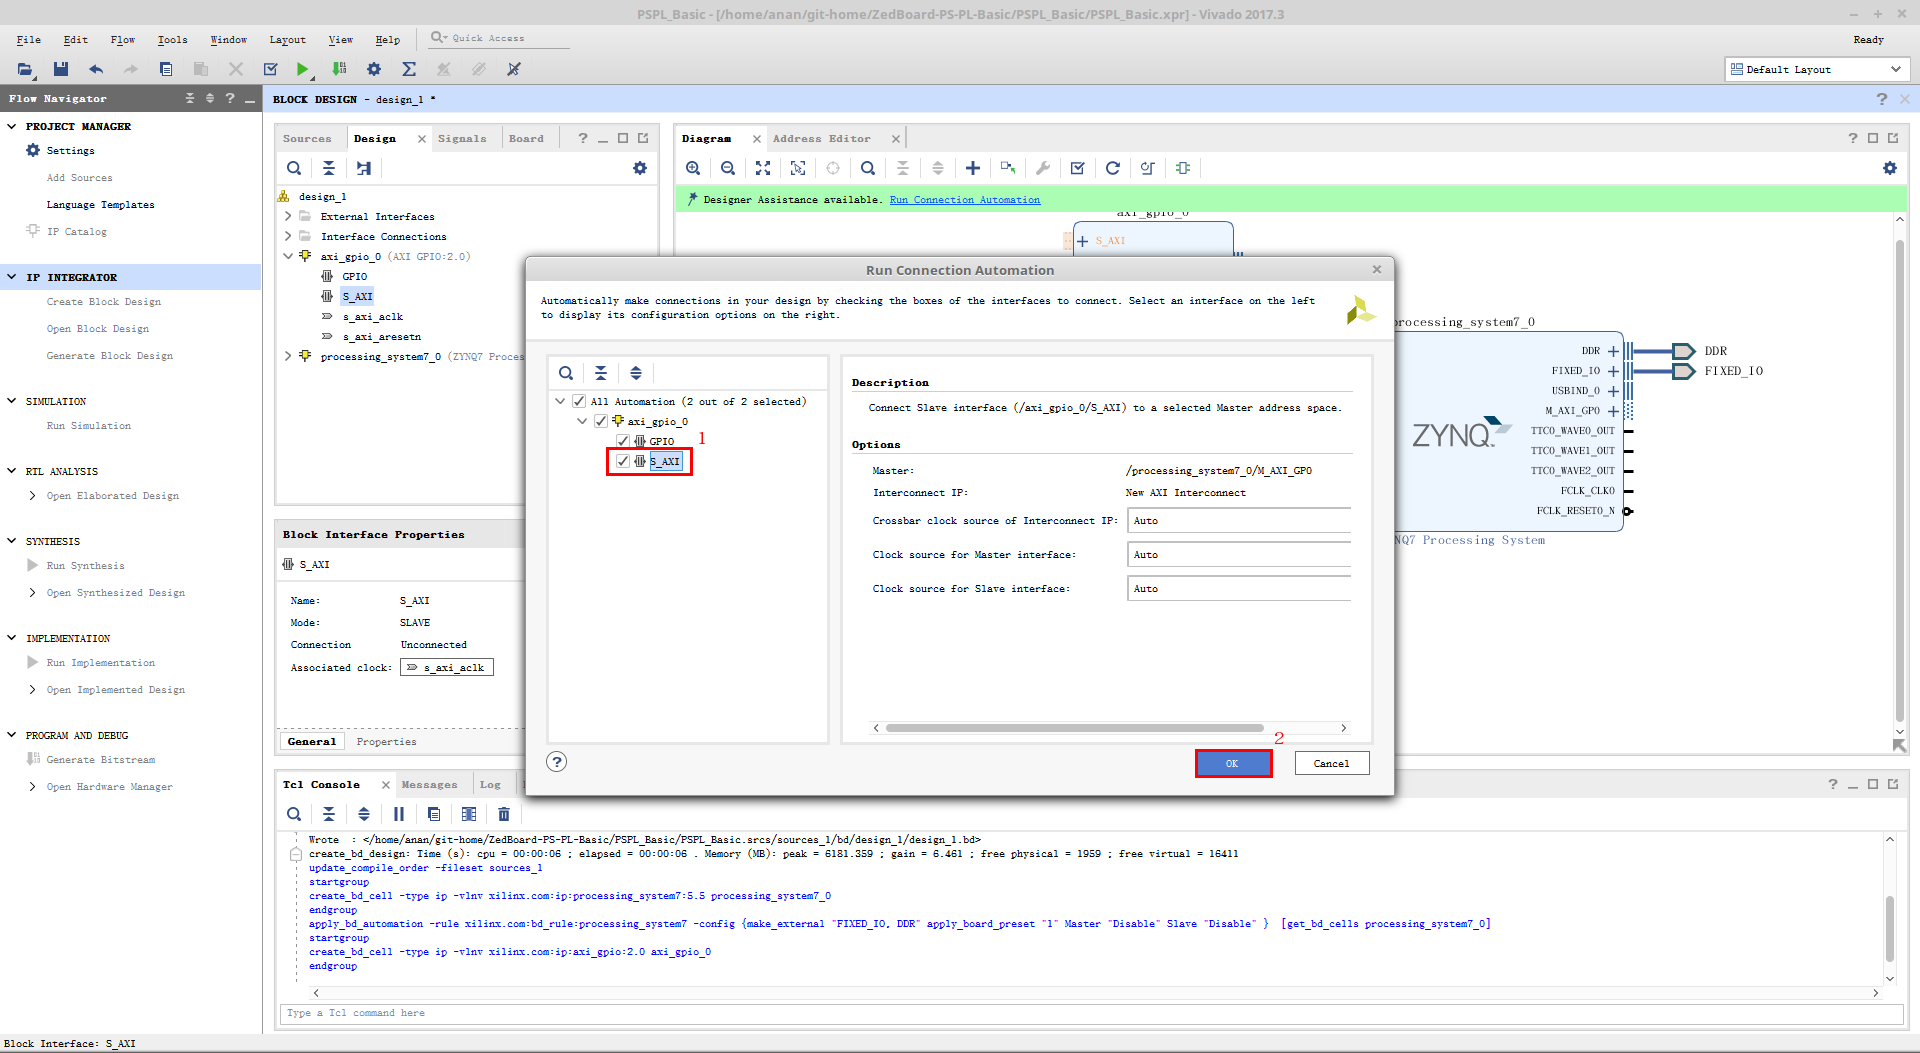 PSPL_Basic - [/home/anan/git-home/ZedBoard-PS-PL-Basic/PSPL_Basic/PSPL_Basic.xpr] - Vivado 2017.3
File Edit Flow Tools Window Layout View Help Quick Access Ready
Default Layout
Flow Navigator
PROJECT MANAGER
Settings
Add Sources
Language Templates
IP Catalog
IP INTEGRATOR
Create Block Design
Open Block Design
Generate Block Design
SIMULATION
Run Simulation
RTL ANALYSIS
Open Elaborated Design
SYNTHESIS
Run Synthesis
Open Synthesized Design
IMPLEMENTATION
Run Implementation
Open Implemented Design
PROGRAM AND DEBUG
Generate Bitstream
Open Hardware Manager
BLOCK DESIGN - design_1 *
Sources Design Signals Board
design_1
External Interfaces
Interface Connections
axi_gpio_0 (AXI GPIO:2.0)
GPIO
S_AXI
s_axi_aclk
s_axi_aresetn
processing_system7_0 (ZYNQ7 Proces
Block Interface Properties
S_AXI
Name: S_AXI
Mode: SLAVE
Connection Unconnected
Associated clock: s_axi_aclk
General Properties
Diagram Address Editor
Designer Assistance available. Run Connection Automation
axi_gpio_0
S_AXI
processing_system7_0
DDR
FIXED_IO
USBIND_0
M_AXI_GP0
TTC0_WAVE0_OUT
TTC0_WAVE1_OUT
TTC0_WAVE2_OUT
FCLK_CLK0
FCLK_RESET0_N
ZYNQ
DDR
FIXED_IO
NQ7 Processing System
Run Connection Automation
Automatically make connections in your design by checking the boxes of the interfaces to connect. Select an interface on the left
to display its configuration options on the right.
All Automation (2 out of 2 selected)
axi_gpio_0
GPIO
S_AXI
1
Description
Connect Slave interface (/axi_gpio_0/S_AXI) to a selected Master address space.
Options
Master: /processing_system7_0/M_AXI_GP0
Interconnect IP: New AXI Interconnect
Crossbar clock source of Interconnect IP: Auto
Clock source for Master interface: Auto
Clock source for Slave interface: Auto
2
OK Cancel
Tcl Console Messages Log
Wrote : </home/anan/git-home/ZedBoard-PS-PL-Basic/PSPL_Basic/PSPL_Basic.srcs/sources_1/bd/design_1/design_1.bd>
create_bd_design: Time (s): cpu = 00:00:06 ; elapsed = 00:00:06 . Memory (MB): peak = 6181.359 ; gain = 6.461 ; free physical = 1959 ; free virtual = 16411
update_compile_order -fileset sources_1
startgroup
create_bd_cell -type ip -vlnv xilinx.com:ip:processing_system7:5.5 processing_system7_0
endgroup
apply_bd_automation -rule xilinx.com:bd_rule:processing_system7 -config {make_external "FIXED_IO, DDR" apply_board_preset "1" Master "Disable" Slave "Disable" }  [get_bd_cells processing_system7_0]
startgroup
create_bd_cell -type ip -vlnv xilinx.com:ip:axi_gpio:2.0 axi_gpio_0
endgroup
Type a Tcl command here
Block Interface: S_AXI